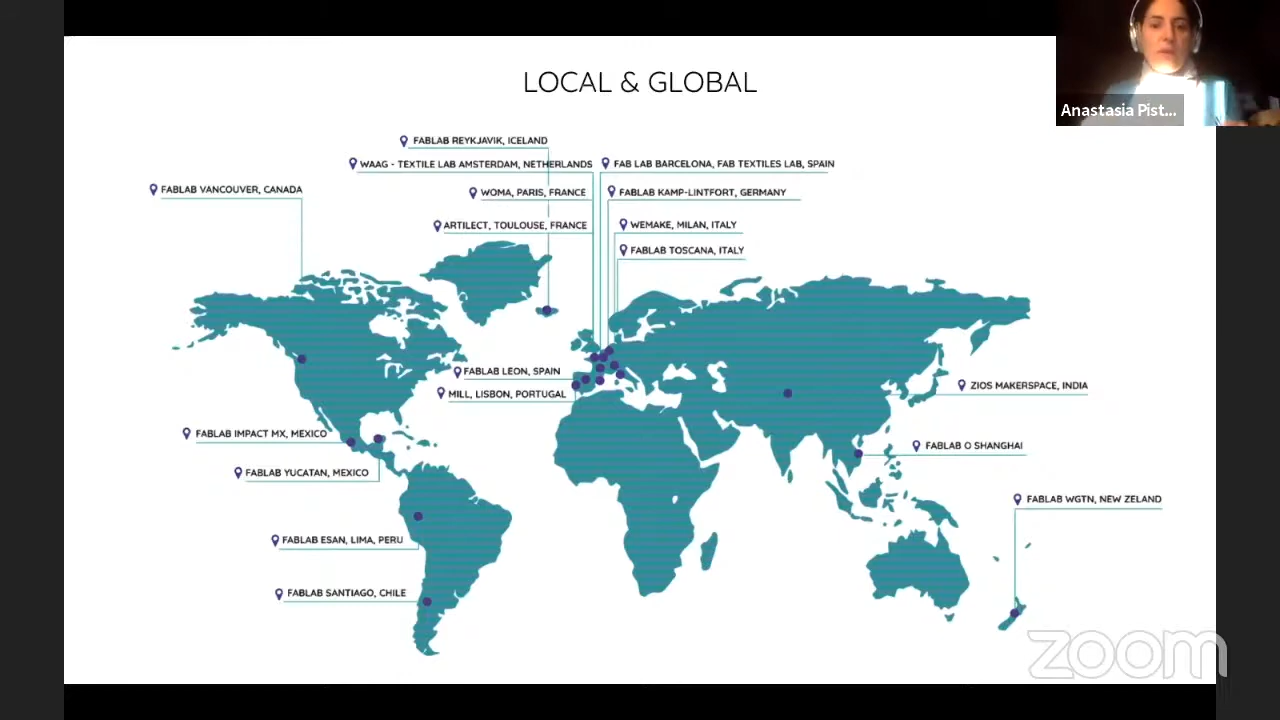 LOCAL & GLOBAL
Anastasia Pist...
FABLAB REYKJAVIK, ICELAND
WAAG - TEXTILE LAB AMSTERDAM, NETHERLANDS
FAB LAB BARCELONA, FAB TEXTILES LAB, SPAIN
FABLAB VANCOUVER, CANADA
WOMA, PARIS, FRANCE
FABLAB KAMP-LINTFORT, GERMANY
ARTILECT, TOULOUSE, FRANCE
WEMAKE, MILAN, ITALY
FABLAB TOSCANA, ITALY
FABLAB LEON, SPAIN
ZIOS MAKERSPACE, INDIA
MILL, LISBON, PORTUGAL
FABLAB IMPACT MX, MEXICO
FABLAB O SHANGHAI
FABLAB YUCATAN, MEXICO
FABLAB WGTN, NEW ZELAND
FABLAB ESAN, LIMA, PERU
FABLAB SANTIAGO, CHILE
zoom